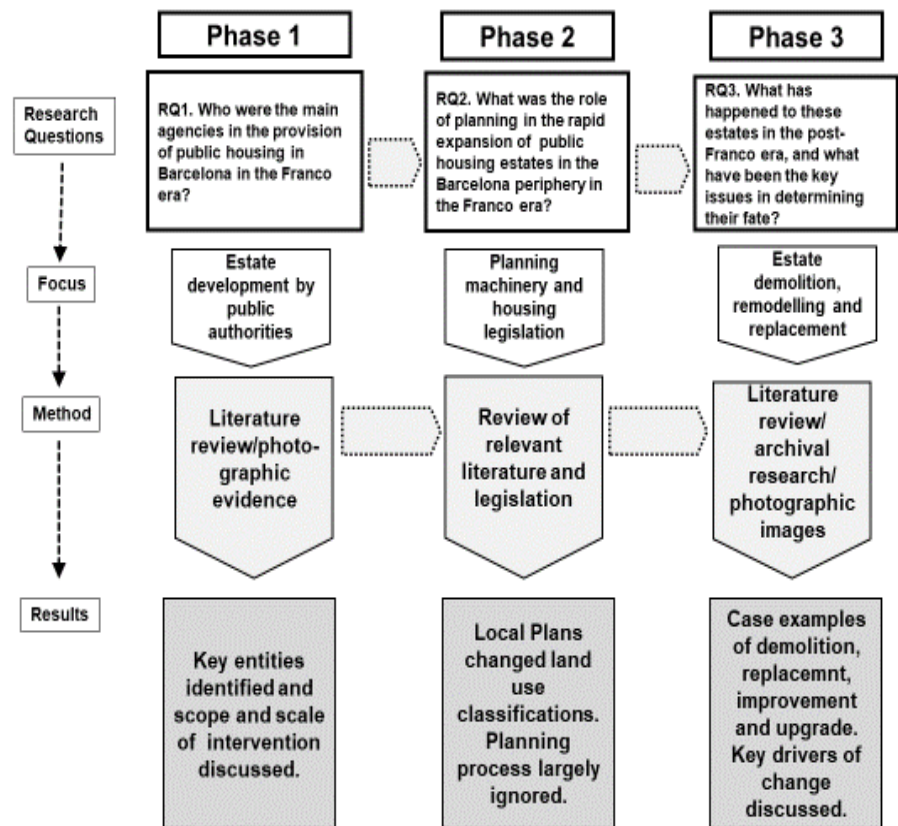 Phase 1
Phase 2
Phase 3
Research
Questions
RQ1. Who were the main
agencies in the provision
of public housing in
Barcelona in the Franco
era?
RQ2. What was the role
of planning in the rapid
expansion of public
housing estates in the
Barcelona periphery in
the Franco era?
RQ3. What has
happened to these
estates in the post-
Franco era, and what
have been the key
issues in determining
their fate?
Focus
Estate
development by
public
authorities
Planning
machinery and
housing
legislation
Estate
demolition,
remodelling and
replacement
Method
Literature
review/photo-
graphic
evidence
Review of
relevant
literature and
legislation
Literature
review/
archival
research/
photographic
images
Results
Key entities
identified and
scope and scale
of intervention
discussed.
Local Plans
changed land
use
classifications.
Planning
process largely
ignored.
Case examples
of demolition,
replacemnt,
improvement
and upgrade.
Key drivers of
change
discussed.